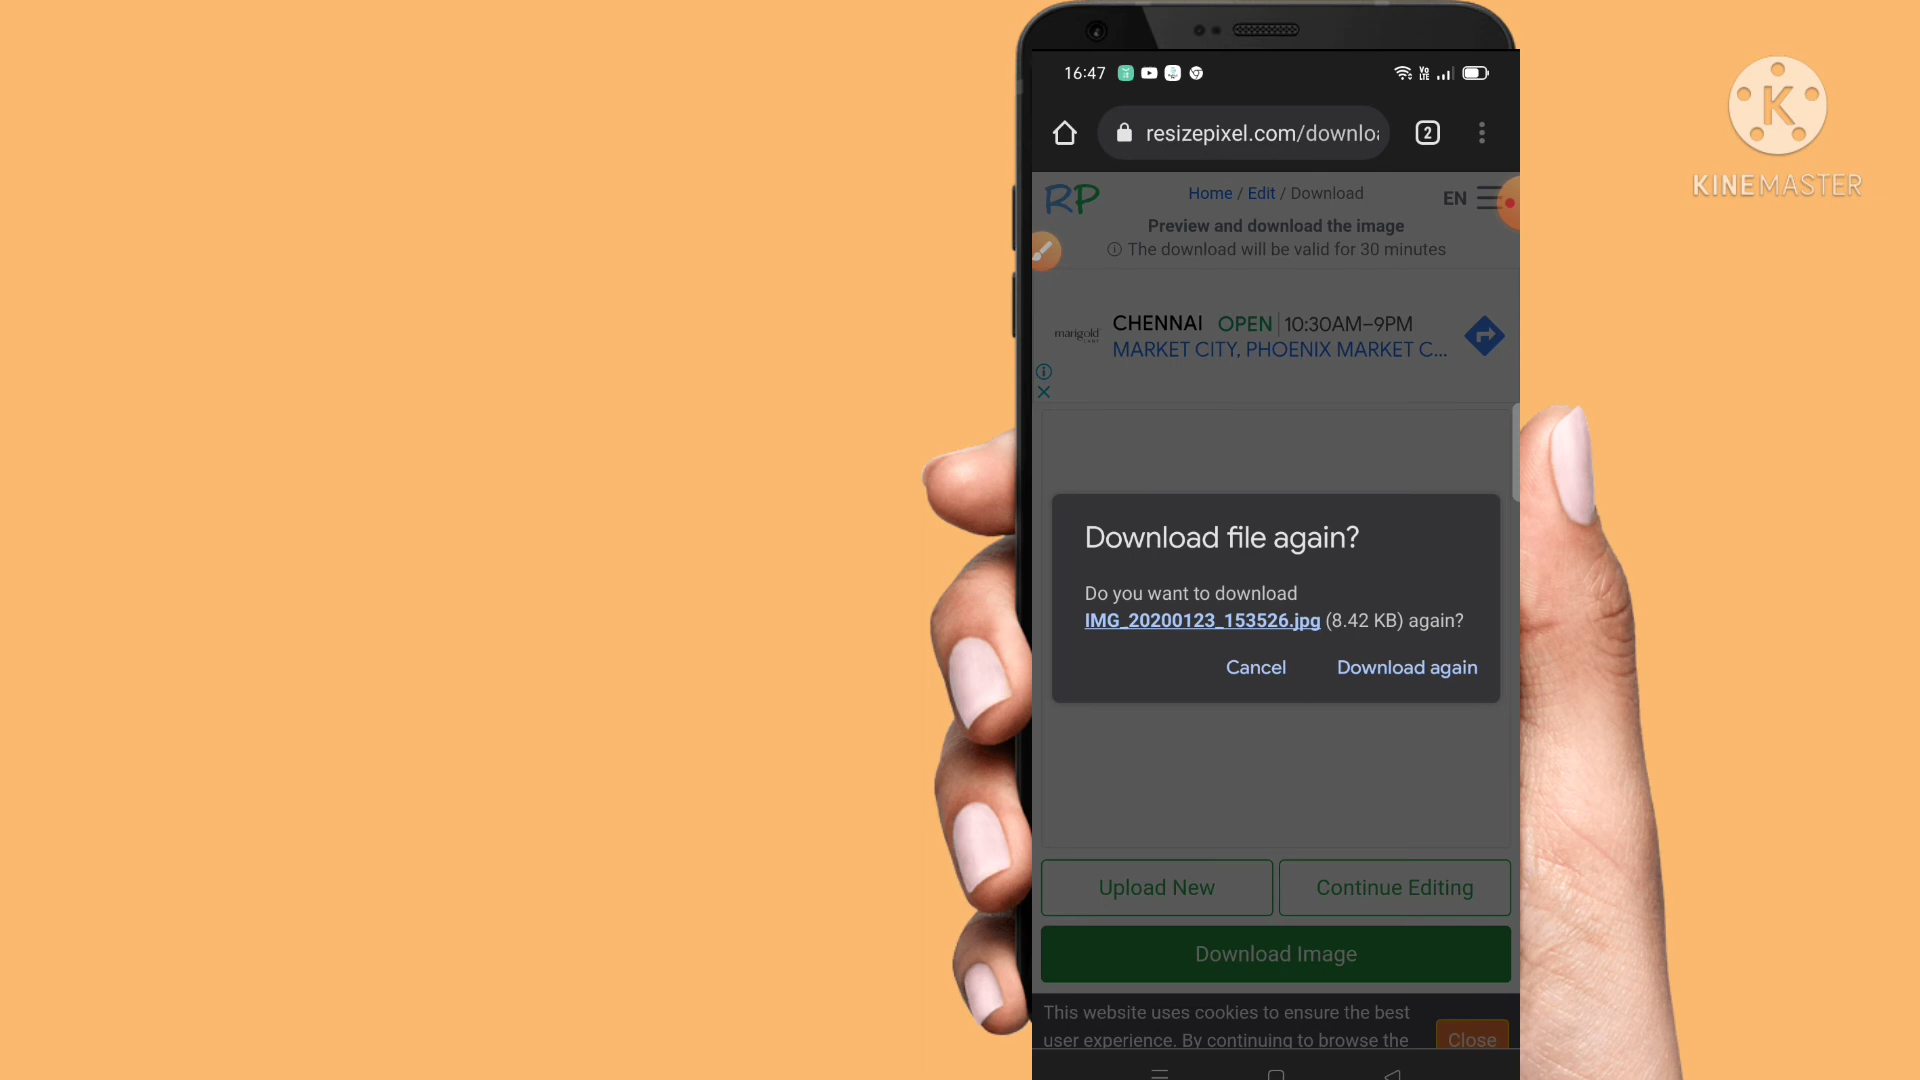 16:47
VoLTE
resizepixel.com/downlo
2
RP
Home / Edit / Download
EN
Preview and download the image
The download will be valid for 30 minutes
marigold
CHENNAI OPEN 10:30AM–9PM
MARKET CITY, PHOENIX MARKET C...
Download file again?
Do you want to download
IMG_20200123_153526.jpg (8.42 KB) again?
Cancel
Download again
Upload New
Continue Editing
Download Image
This website uses cookies to ensure the best
user experience. By continuing to browse the
Close
K
KINEMASTER